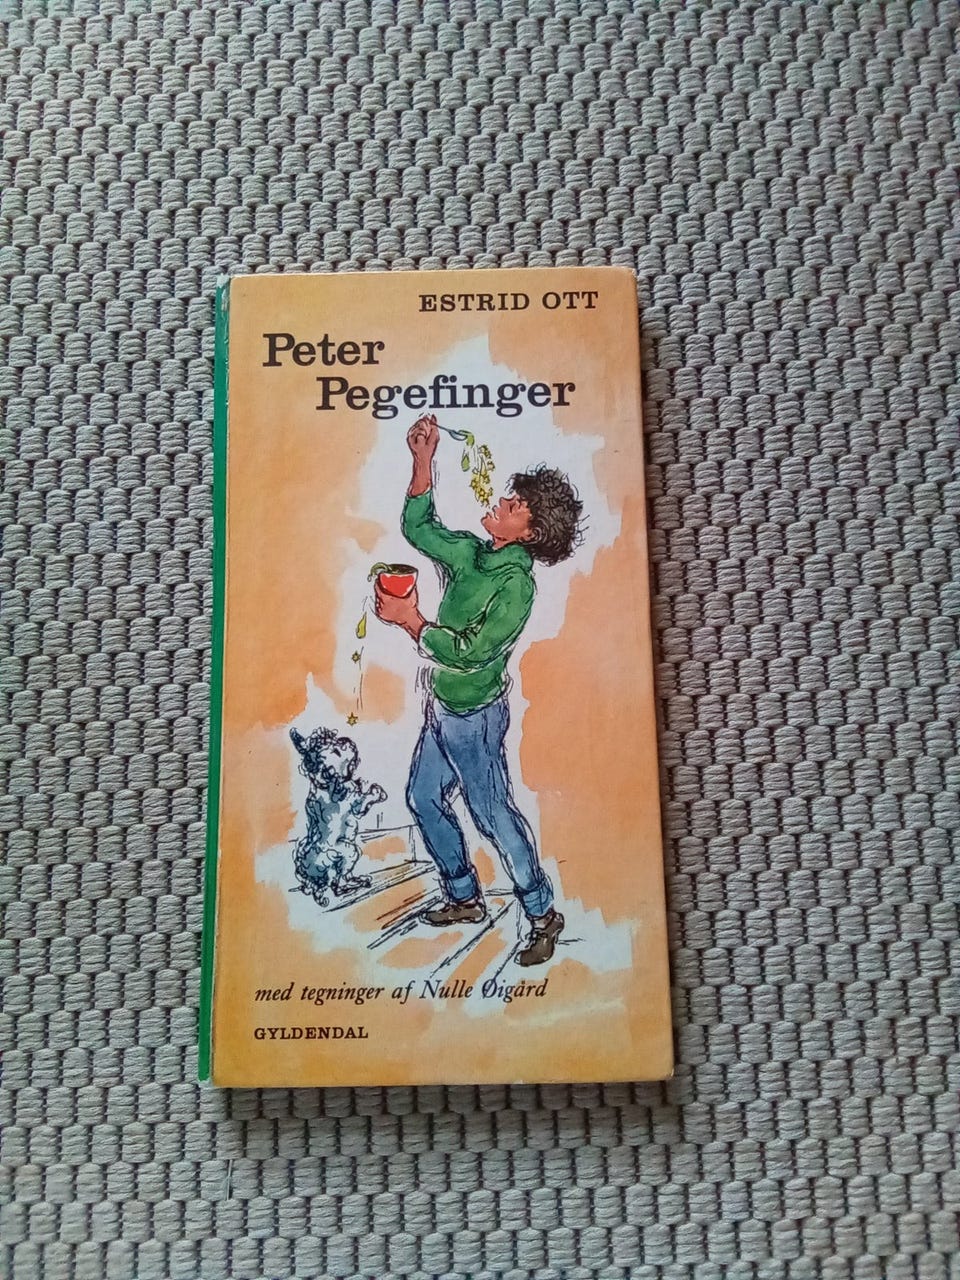 ESTRID OTT
Peter
Pegefinger
med tegninger af Nulle Øigård
GYLDENDAL